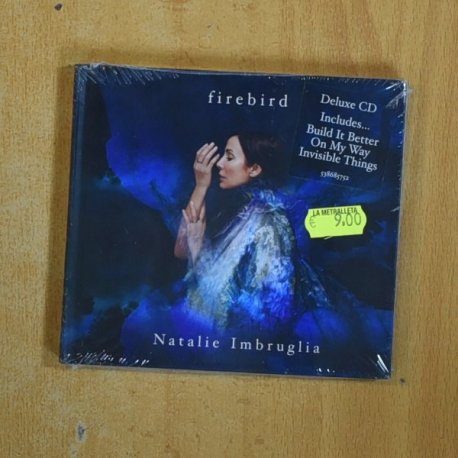 firebird
Deluxe CD
Includes...
Build It Better
On My Way
Invisible Things
538685752
LA METRALLETA
€ 9.00
Natalie Imbruglia